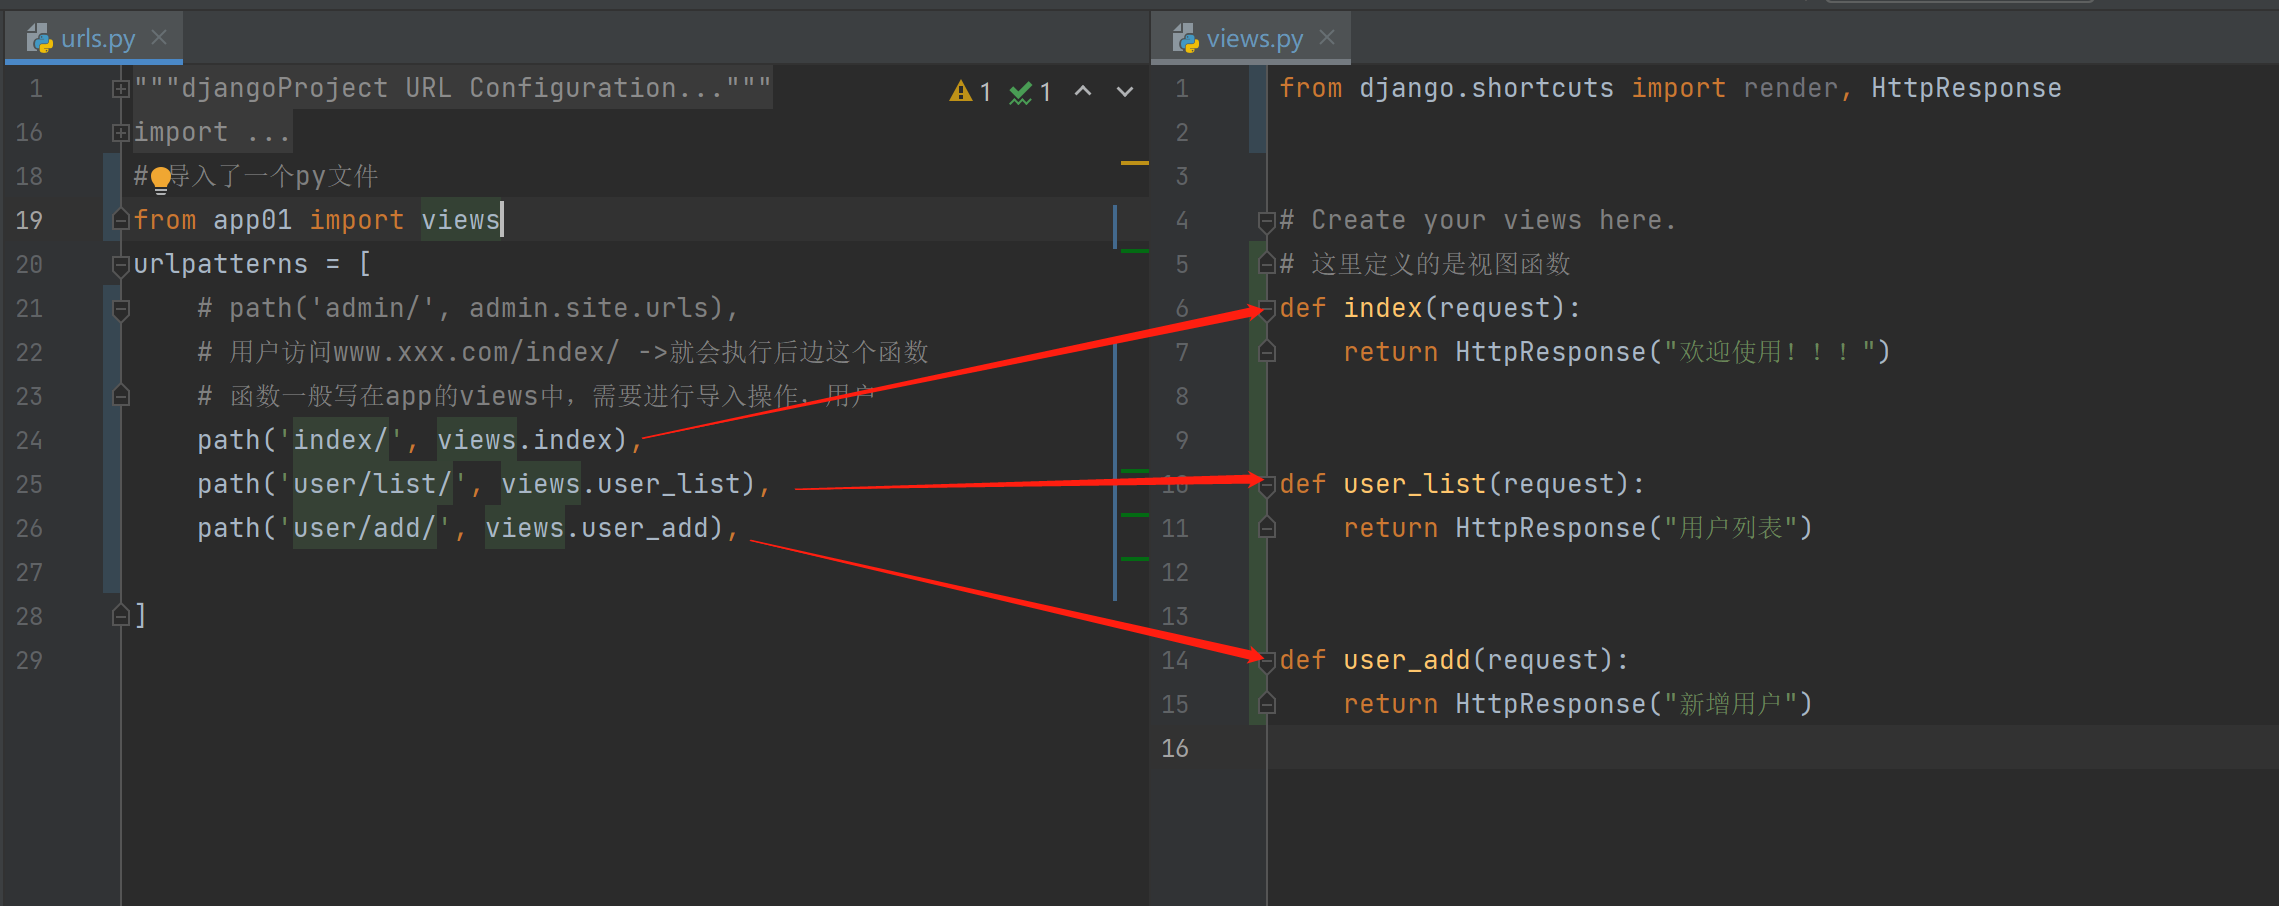 urls.py
1 """djangoProject URL Configuration..."""
16 import ...
18 # 导入了一个py文件
19 from app01 import views
20 urlpatterns = [
21 # path('admin/', admin.site.urls),
22 # 用户访问www.xxx.com/index/ ->就会执行后边这个函数
23 # 函数一般写在app的views中，需要进行导入操作，用户
24 path('index/', views.index),
25 path('user/list/', views.user_list),
26 path('user/add/', views.user_add),
27
28 ]
29
1 1
views.py
1 from django.shortcuts import render, HttpResponse
2
3
4 # Create your views here.
5 # 这里定义的是视图函数
6 def index(request):
7 return HttpResponse("欢迎使用！！！")
8
9
10 def user_list(request):
11 return HttpResponse("用户列表")
12
13
14 def user_add(request):
15 return HttpResponse("新增用户")
16